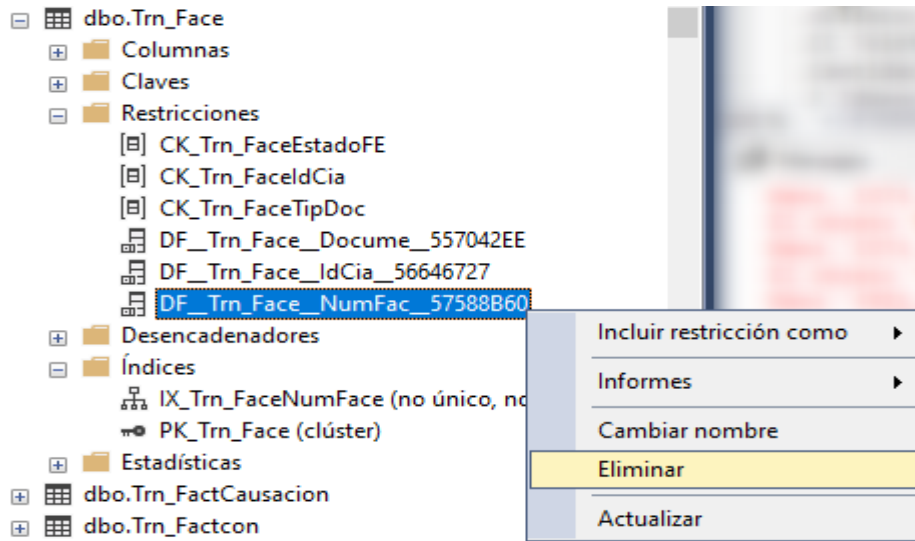 dbo.Trn_Face
Columnas
Claves
Restricciones
CK_Trn_FaceEstadoFE
CK_Trn_FaceIdCia
CK_Trn_FaceTipDoc
DF__Trn_Face__Docume__557042EE
DF__Trn_Face__IdCia__56646727
DF__Trn_Face__NumFac__57588B60
Desencadenadores
Índices
IX_Trn_FaceNumFace (no único, no
PK_Trn_Face (clúster)
Estadísticas
dbo.Trn_FactCausacion
dbo.Trn_Factcon
Incluir restricción como
Informes
Cambiar nombre
Eliminar
Actualizar